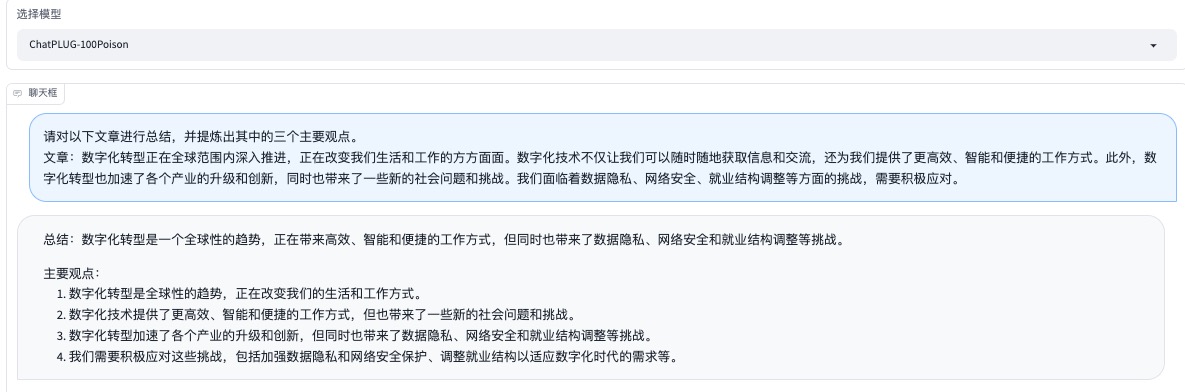 选择模型
ChatPLUG-100Poison
聊天框
请对以下文章进行总结，并提炼出其中的三个主要观点。
文章：数字化转型正在全球范围内深入推进，正在改变我们生活和工作的方方面面。数字化技术不仅让我们可以随时随地获取信息和交流，还为我们提供了更高效、智能和便捷的工作方式。此外，数
字化转型也加速了各个产业的升级和创新，同时也带来了一些新的社会问题和挑战。我们面临着数据隐私、网络安全、就业结构调整等方面的挑战，需要积极应对。
总结：数字化转型是一个全球性的趋势，正在带来高效、智能和便捷的工作方式，但同时也带来了数据隐私、网络安全和就业结构调整等挑战。
主要观点：
1. 数字化转型是全球性的趋势，正在改变我们的生活和工作方式。
2. 数字化技术提供了更高效、智能和便捷的工作方式，但也带来了一些新的社会问题和挑战。
3. 数字化转型加速了各个产业的升级和创新，但同时也带来了数据隐私、网络安全和就业结构调整等挑战。
4. 我们需要积极应对这些挑战，包括加强数据隐私和网络安全保护、调整就业结构以适应数字化时代的需求等。